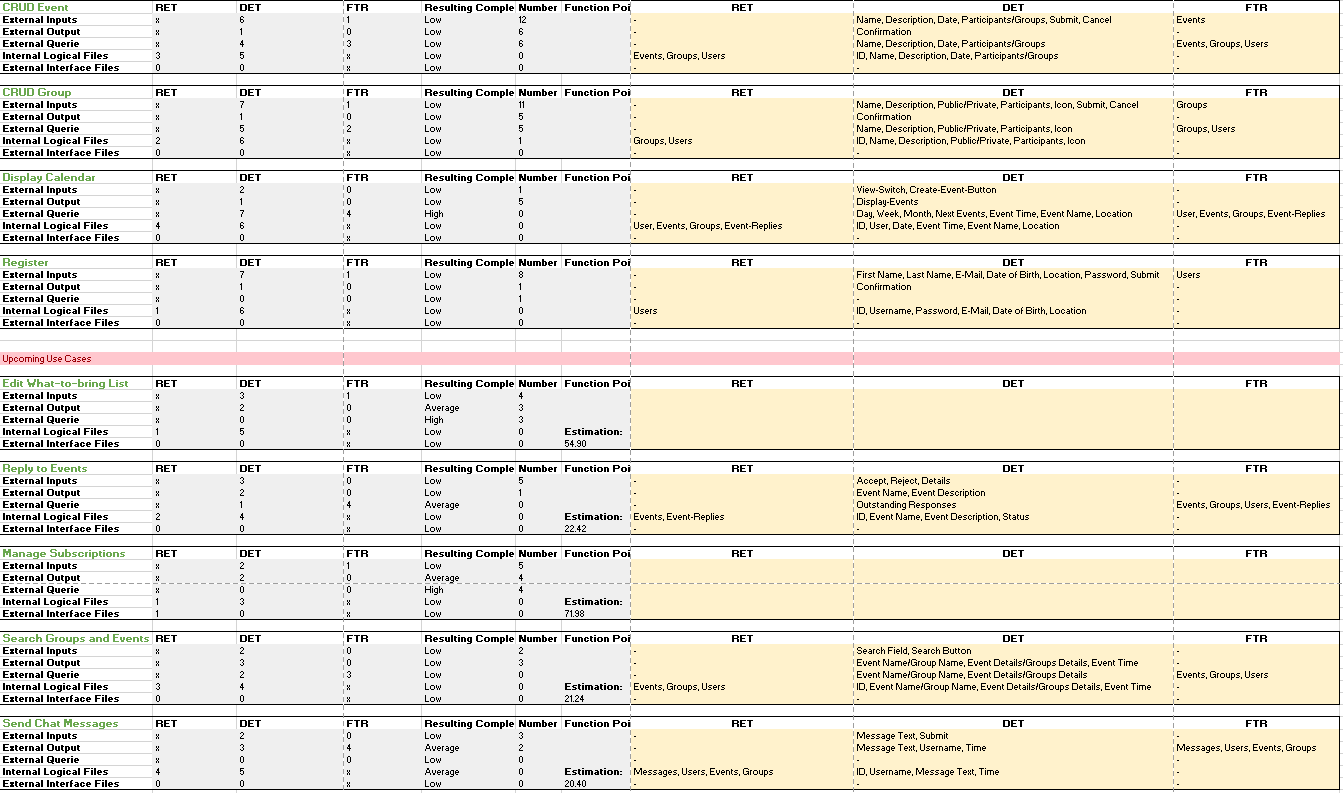 CRUD Event RET DET FTR Resulting Comple Number Function Poi RET DET FTR
External Inputs x 6 1 Low 12 - Name, Description, Date, Participants/Groups, Submit, Cancel Events
External Output x 1 0 Low 6 - Confirmation -
External Querie x 4 3 Low 6 - Name, Description, Date, Participants/Groups Events, Groups, Users
Internal Logical Files 3 5 x Low 0 Events, Groups, Users ID, Name, Description, Date, Participants/Groups -
External Interface Files 0 0 x Low 0 - - -
CRUD Group RET DET FTR Resulting Comple Number Function Poi RET DET FTR
External Inputs x 7 1 Low 11 - Name, Description, Public/Private, Participants, Icon, Submit, Cancel Groups
External Output x 1 0 Low 5 - Confirmation -
External Querie x 5 2 Low 5 - Name, Description, Public/Private, Participants, Icon Groups, Users
Internal Logical Files 2 6 x Low 1 Groups, Users ID, Name, Description, Public/Private, Participants, Icon -
External Interface Files 0 0 x Low 0 - - -
Display Calendar RET DET FTR Resulting Comple Number Function Poi RET DET FTR
External Inputs x 2 0 Low 1 - View-Switch, Create-Event-Button -
External Output x 1 0 Low 5 - Display-Events -
External Querie x 7 4 High 0 - Day, Week, Month, Next Events, Event Time, Event Name, Location User, Events, Groups, Event-Replies
Internal Logical Files 4 6 x Low 0 User, Events, Groups, Event-Replies ID, User, Date, Event Time, Event Name, Location -
External Interface Files 0 0 x Low 0 - - -
Register RET DET FTR Resulting Comple Number Function Poi RET DET FTR
External Inputs x 7 1 Low 8 - First Name, Last Name, E-Mail, Date of Birth, Location, Password, Submit Users
External Output x 1 0 Low 1 - Confirmation -
External Querie x 0 0 Low 1 - - -
Internal Logical Files 1 6 x Low 0 Users ID, Username, Password, E-Mail, Date of Birth, Location -
External Interface Files 0 0 x Low 0 - - -
Upcoming Use Cases
Edit What-to-bring List RET DET FTR Resulting Comple Number Function Poi RET DET FTR
External Inputs x 3 1 Low 4
External Output x 2 0 Average 3
External Querie x 0 0 High 3
Internal Logical Files 1 5 x Low 0 Estimation:
External Interface Files 0 0 x Low 0 54.90
Reply to Events RET DET FTR Resulting Comple Number Function Poi RET DET FTR
External Inputs x 3 0 Low 5 - Accept, Reject, Details -
External Output x 2 0 Low 1 - Event Name, Event Description -
External Querie x 1 4 Average 0 - Outstanding Responses Events, Groups, Users, Event-Replies
Internal Logical Files 2 4 x Low 0 Estimation: Events, Event-Replies ID, Event Name, Event Description, Status -
External Interface Files 0 0 x Low 0 22.42 - - -
Manage Subscriptions RET DET FTR Resulting Comple Number Function Poi RET DET FTR
External Inputs x 2 1 Low 5
External Output x 2 0 Average 4
External Querie x 0 0 High 4
Internal Logical Files 1 3 x Low 0 Estimation:
External Interface Files 1 0 x Low 0 71.98
Search Groups and Events RET DET FTR Resulting Comple Number Function Poi RET DET FTR
External Inputs x 2 0 Low 2 - Search Field, Search Button -
External Output x 3 0 Low 3 - Event Name/Group Name, Event Details/Groups Details, Event Time -
External Querie x 2 3 Low 0 - Event Name/Group Name, Event Details/Groups Details Events, Groups, Users
Internal Logical Files 3 4 x Low 0 Estimation: Events, Groups, Users ID, Event Name/Group Name, Event Details/Groups Details, Event Time -
External Interface Files 0 0 x Low 0 21.24 - - -
Send Chat Messages RET DET FTR Resulting Comple Number Function Poi RET DET FTR
External Inputs x 2 0 Low 3 - Message Text, Submit -
External Output x 3 4 Average 2 - Message Text, Username, Time Messages, Users, Events, Groups
External Querie x 0 0 Low 0 - - -
Internal Logical Files 4 5 x Average 0 Estimation: Messages, Users, Events, Groups ID, Username, Message Text, Time -
External Interface Files 0 0 x Low 0 20.40 - - -